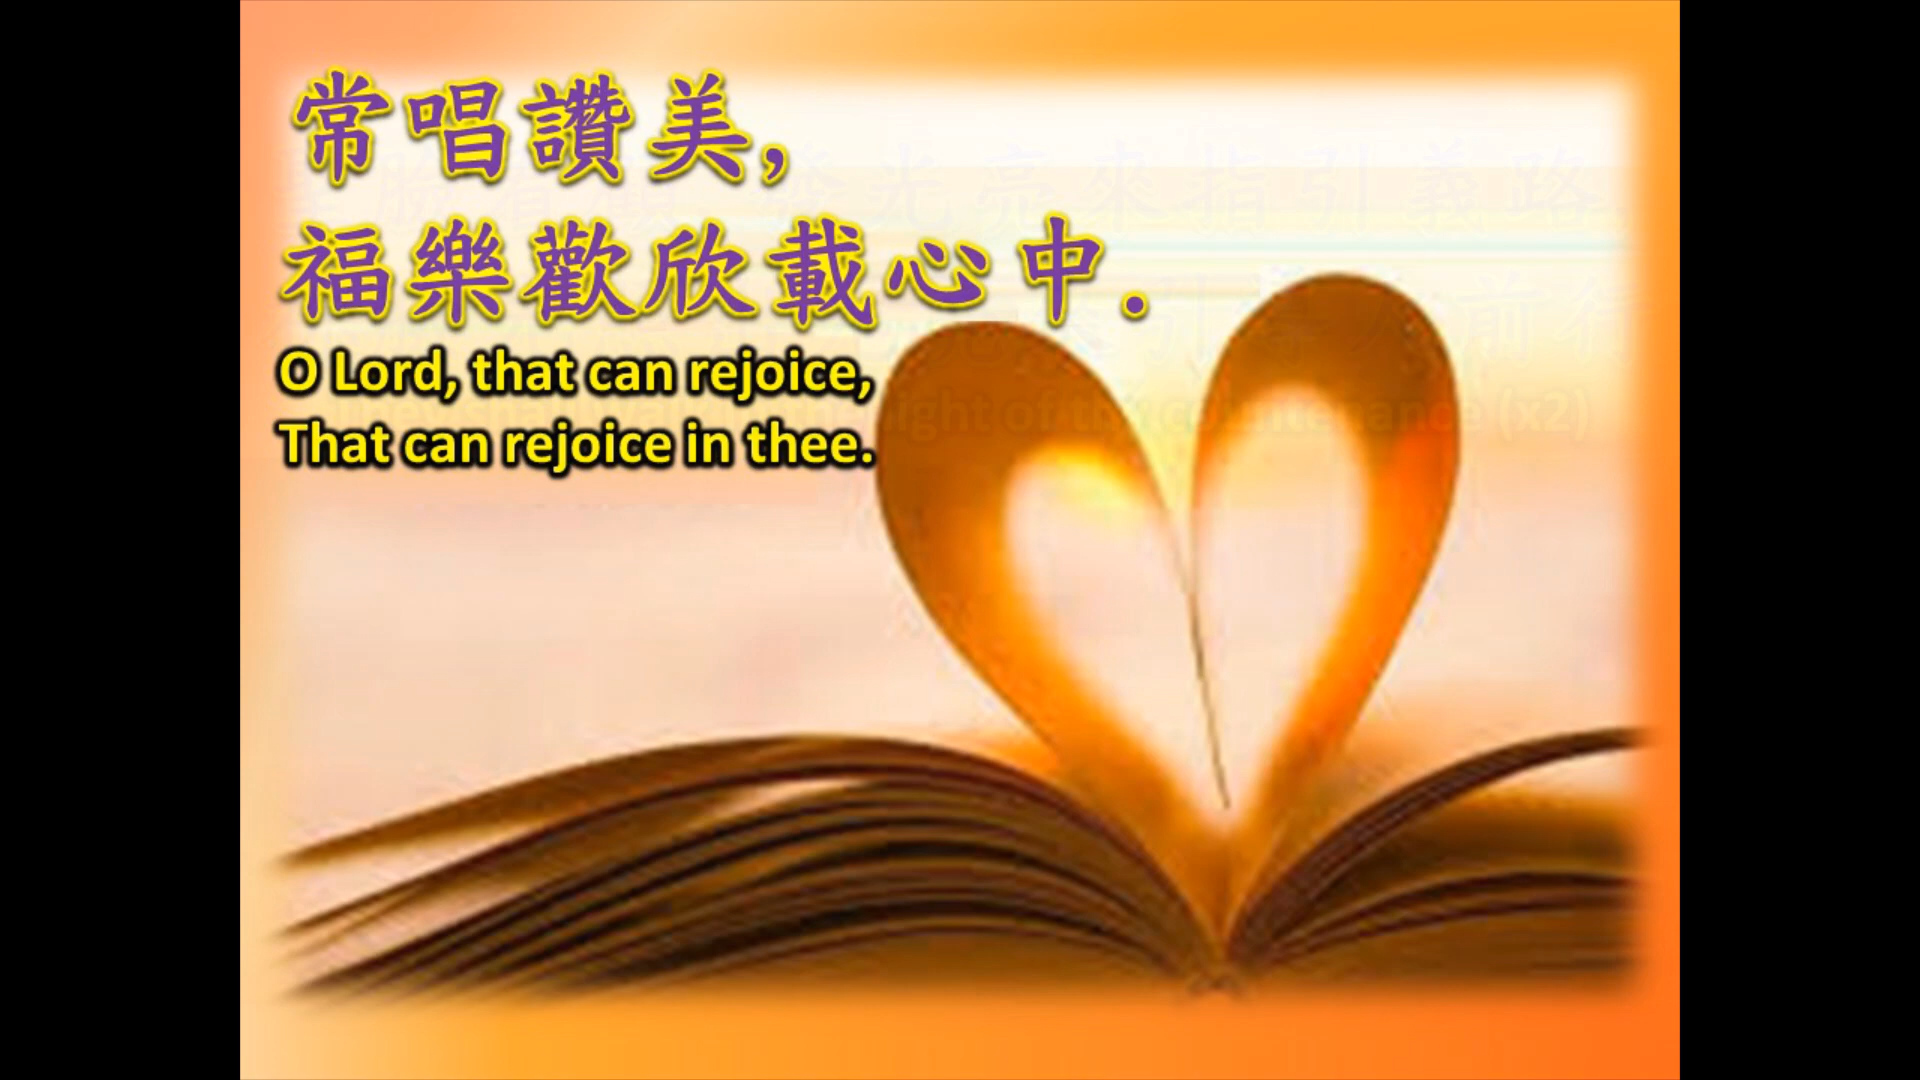 常唱讚美,
福樂歡欣載心中.
O Lord, that can rejoice,
That can rejoice in thee.